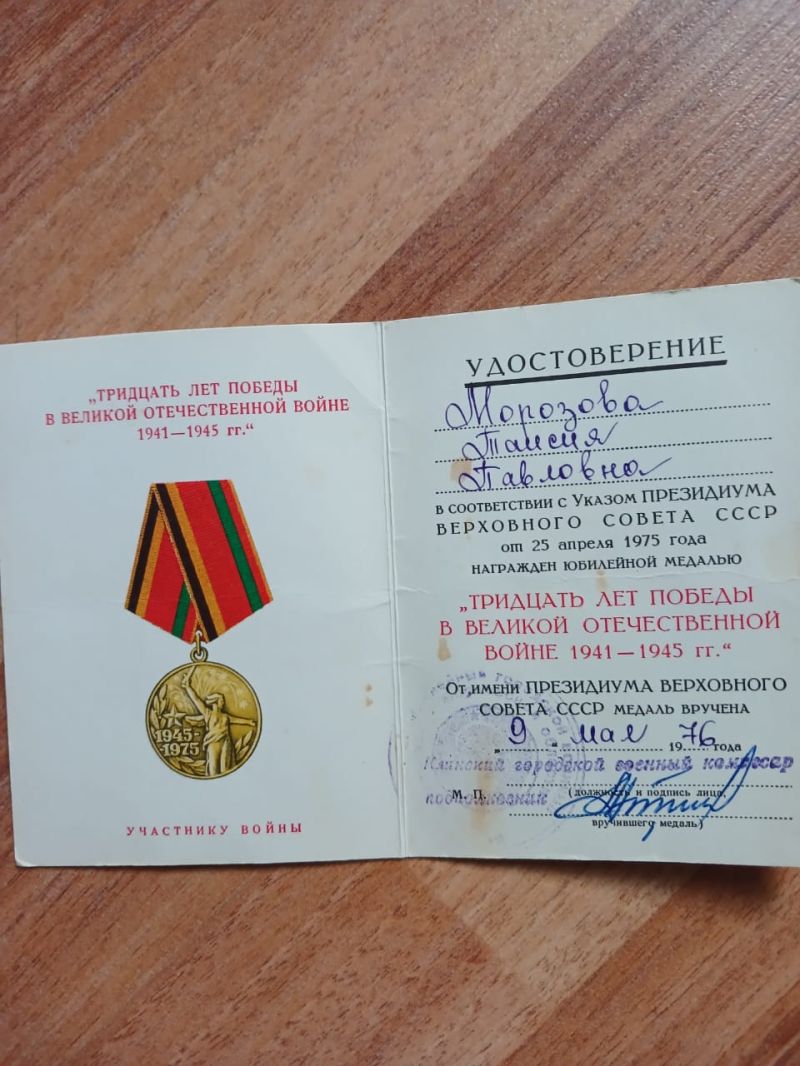 „ТРИДЦАТЬ ЛЕТ ПОБЕДЫ
В ВЕЛИКОЙ ОТЕЧЕСТВЕННОЙ ВОЙНЕ
1941—1945 гг.“
1945-
1975
УЧАСТНИКУ ВОЙНЫ
УДОСТОВЕРЕНИЕ
Морозова
Таисия
Павловна
В СООТВЕТСТВИИ С УКАЗОМ ПРЕЗИДИУМА
ВЕРХОВНОГО СОВЕТА СССР
от 25 апреля 1975 года
НАГРАЖДЕН ЮБИЛЕЙНОЙ МЕДАЛЬЮ
„ТРИДЦАТЬ ЛЕТ ПОБЕДЫ
В ВЕЛИКОЙ ОТЕЧЕСТВЕННОЙ
ВОЙНЕ 1941—1945 гг.“
ОТ ИМЕНИ ПРЕЗИДИУМА ВЕРХОВНОГО
СОВЕТА СССР МЕДАЛЬ ВРУЧЕНА
„9“ мая 1976 года
городской военный комиссар
М. П. (должность и подпись лица,
подполковник
вручившего медаль)